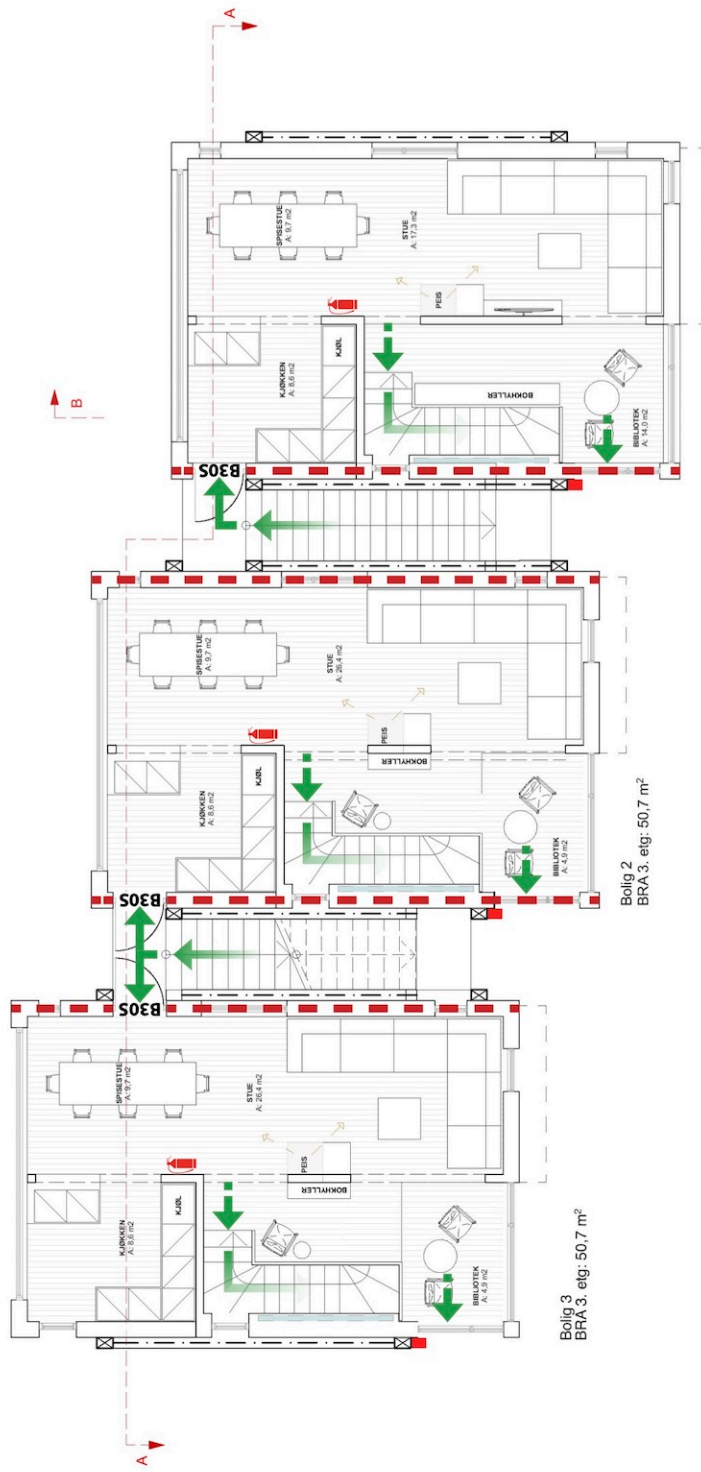 A
B
SPISESTUE
A: 9,7 m2
STUE
A: 17,3 m2
PEIS
KJØKKEN
A: 8,6 m2
KJØL
BOKHYLLER
BIBLIOTEK
A: 14,0 m2
B30S
SPISESTUE
A: 9,7 m2
STUE
A: 26,4 m2
PEIS
BOKHYLLER
KJØKKEN
A: 8,6 m2
KJØL
BIBLIOTEK
A: 4,9 m2
B30S
Bolig 2
BRA 3. etg: 50,7 m²
B30S
SPISESTUE
A: 9,7 m2
STUE
A: 26,4 m2
PEIS
BOKHYLLER
KJØKKEN
A: 8,6 m2
KJØL
BIBLIOTEK
A: 4,9 m2
Bolig 3
BRA 3. etg: 50,7 m²
A